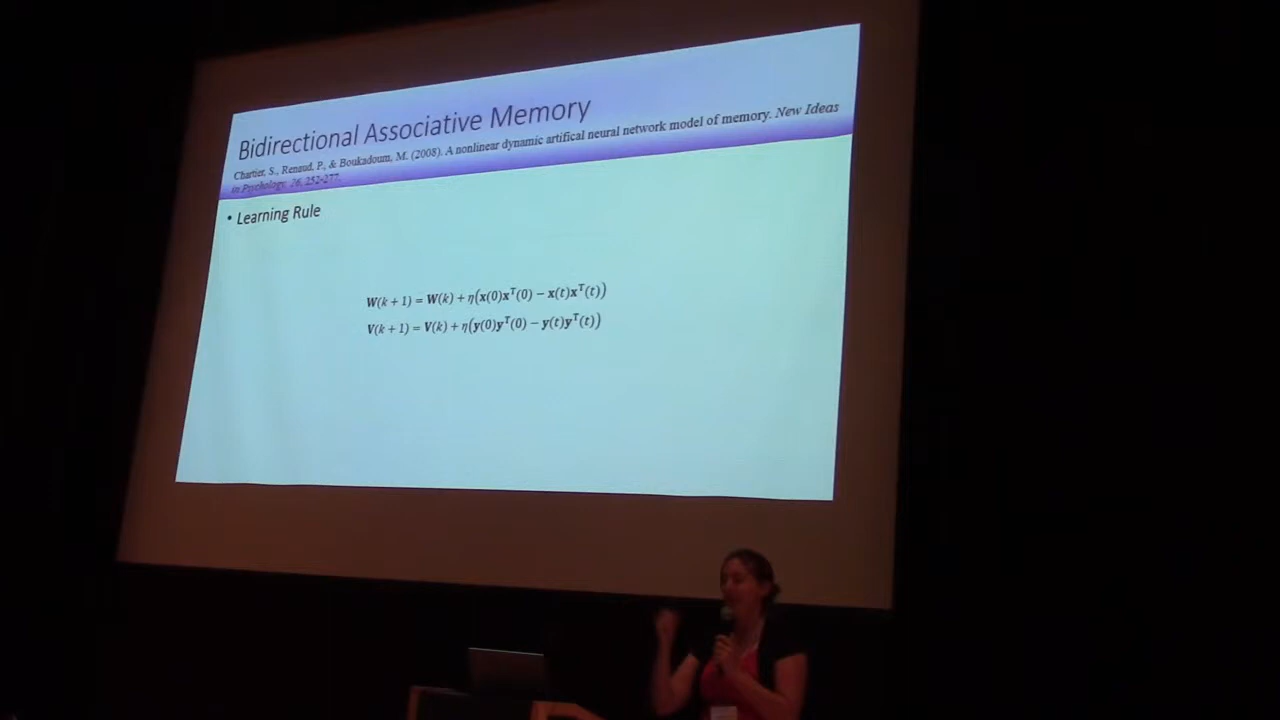 Bidirectional Associative Memory
Chartier, S., Renaud, P., & Boukadoum, M. (2008). A nonlinear dynamic artifical neural network model of memory. New Ideas
in Psychology, 26, 252-277.
• Learning Rule
W(k + 1) = W(k) + η(x(0)xᵀ(0) − x(t)xᵀ(t))
V(k + 1) = V(k) + η(y(0)yᵀ(0) − y(t)yᵀ(t))